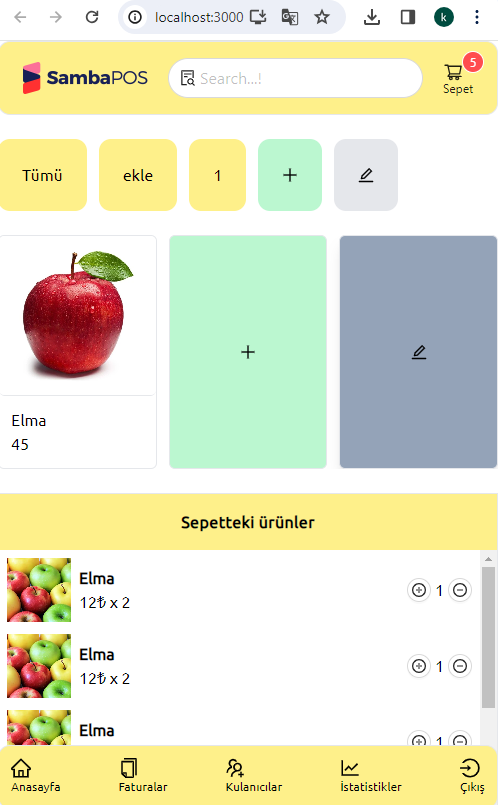 localhost:3000
k
SambaPOS
Search...!
5
Sepet
Tümü
ekle
1
Elma
45
Sepetteki ürünler
Elma
12₺ x 2
1
Elma
12₺ x 2
1
Elma
1
Anasayfa
Faturalar
Kulanıcılar
İstatistikler
Çıkış